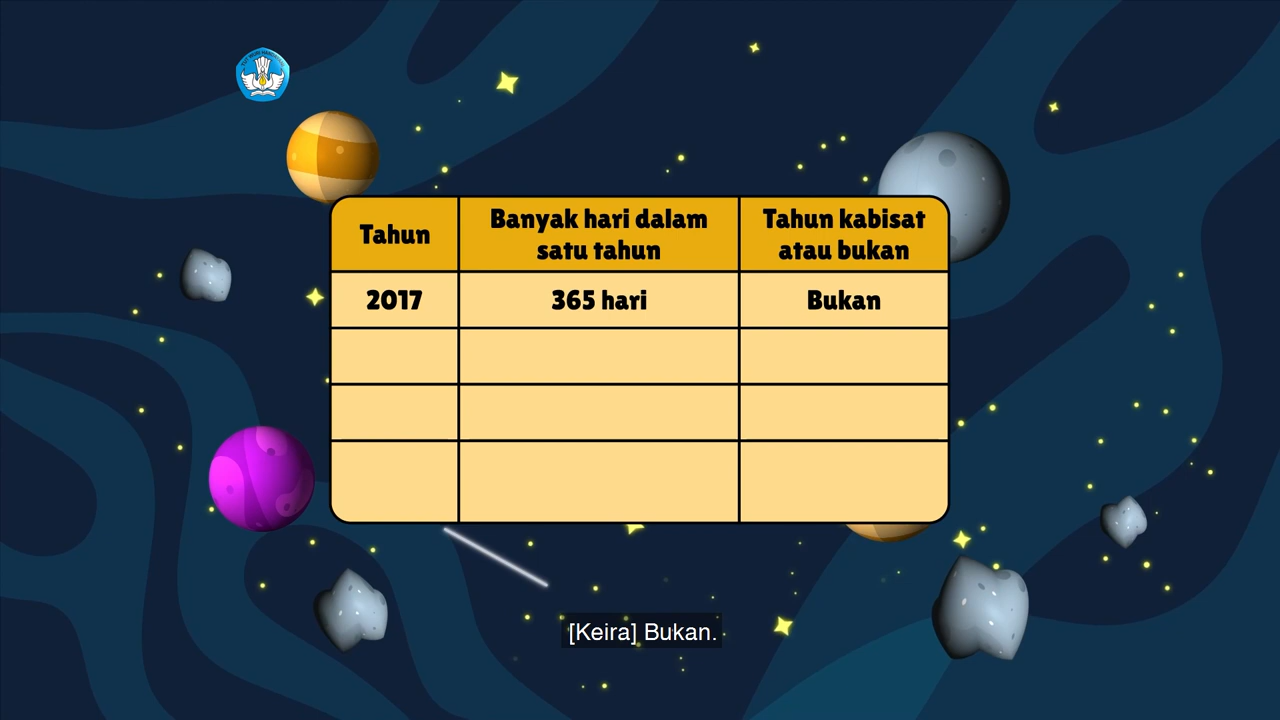 Tahun
Banyak hari dalam
satu tahun
Tahun kabisat
atau bukan
2017
365 hari
Bukan
[Keira] Bukan.